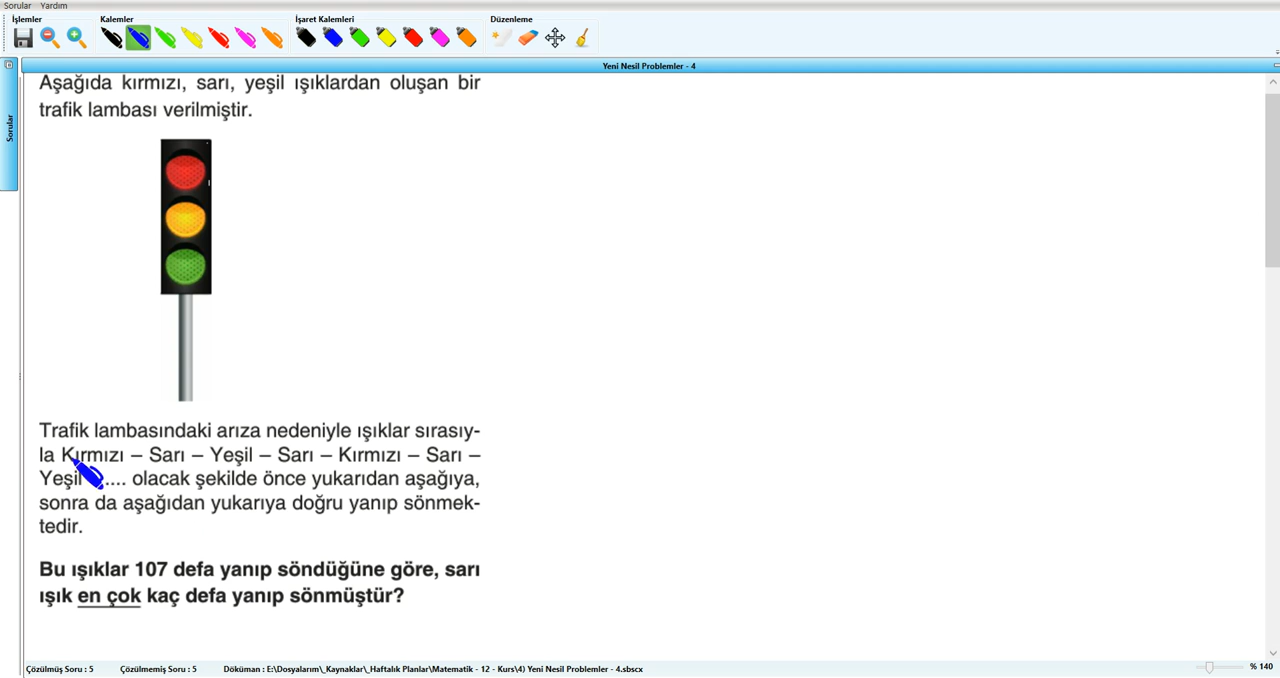 Sorular Yardım
İşlemler Kalemler İşaret Kalemleri Düzenleme
Yeni Nesil Problemler - 4
Sorular
Aşağıda kırmızı, sarı, yeşil ışıklardan oluşan bir
trafik lambası verilmiştir.
Trafik lambasındaki arıza nedeniyle ışıklar sırasıy-
la Kırmızı – Sarı – Yeşil – Sarı – Kırmızı – Sarı –
Yeşil .... olacak şekilde önce yukarıdan aşağıya,
sonra da aşağıdan yukarıya doğru yanıp sönmek-
tedir.
Bu ışıklar 107 defa yanıp söndüğüne göre, sarı
ışık en çok kaç defa yanıp sönmüştür?
Çözülmüş Soru : 5 Çözülmemiş Soru : 5 Döküman : E:\Dosyalarım\_Kaynaklar\_Haftalık Planlar\Matematik - 12 - Kurs\4) Yeni Nesil Problemler - 4.sbscx % 140